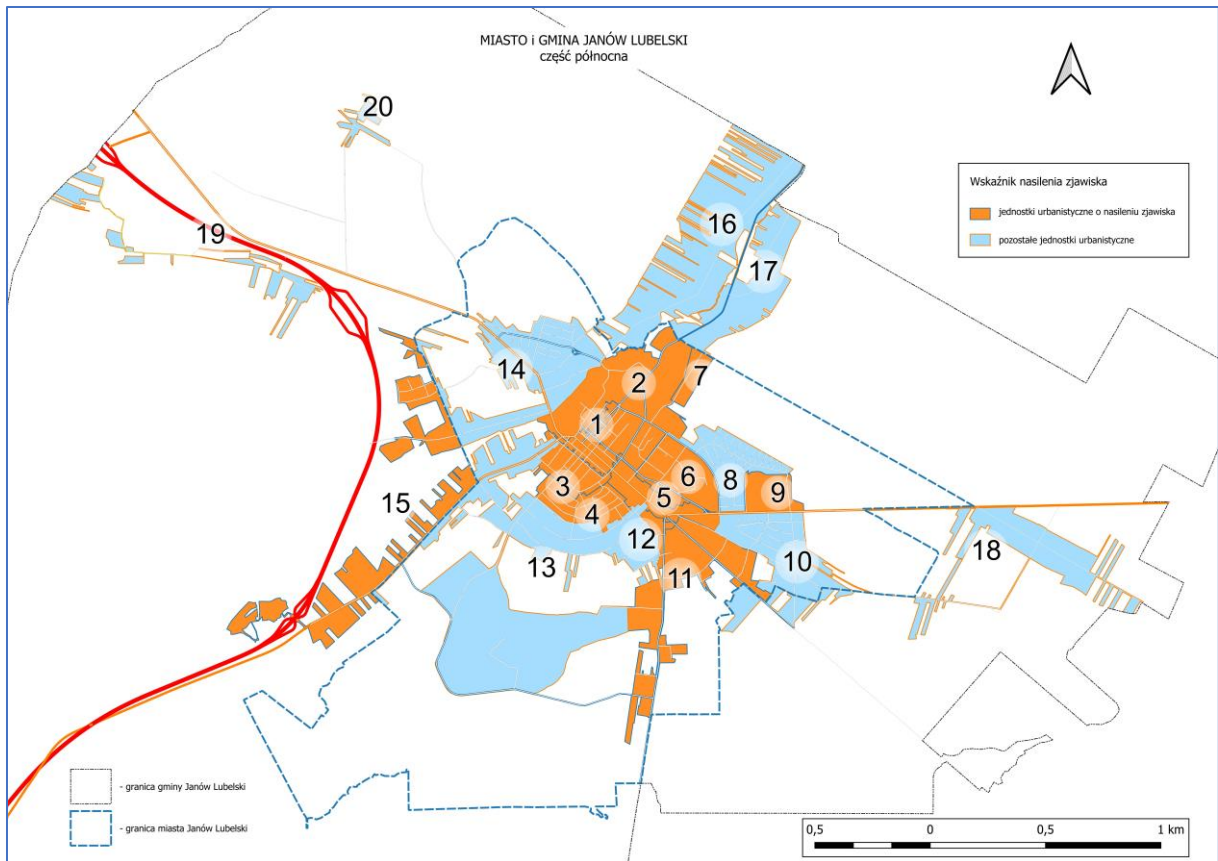 MIASTO i GMINA JANÓW LUBELSKI
część północna
20
Wskaźnik nasilenia zjawiska
jednostki urbanistyczne o nasileniu zjawiska
pozostałe jednostki urbanistyczne
16
19
17
14
2
7
1
3
6
8
9
5
4
15
12
13
11
10
18
- granica gminy Janów Lubelski
- granica miasta Janów Lubelski
0,5 0 0,5 1 km